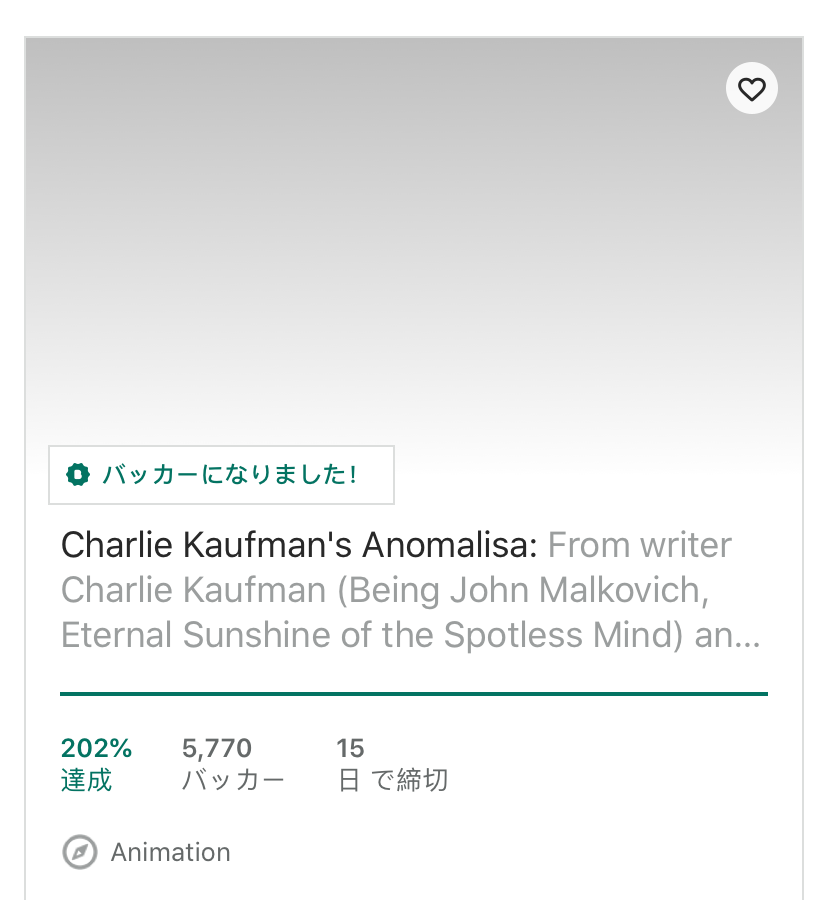 バッカーになりました!
Charlie Kaufman's Anomalisa: From writer
Charlie Kaufman (Being John Malkovich,
Eternal Sunshine of the Spotless Mind) an...
202% 5,770 15
達成 バッカー 日 で締切
Animation